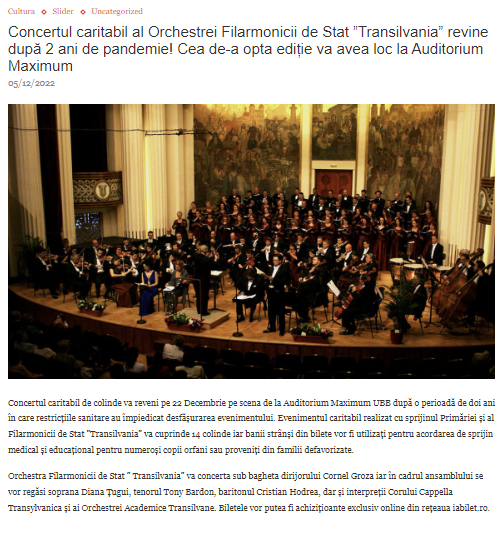 Cultura ◇ Slider ◇ Uncategorized
Concertul caritabil al Orchestrei Filarmonicii de Stat ”Transilvania” revine
după 2 ani de pandemie! Cea de-a opta ediție va avea loc la Auditorium
Maximum
05/12/2022
Concertul caritabil de colinde va reveni pe 22 Decembrie pe scena de la Auditorium Maximum UBB după o perioadă de doi ani
în care restricțiile sanitare au împiedicat desfășurarea evenimentului. Evenimentul caritabil realizat cu sprijinul Primăriei și al
Filarmonicii de Stat ”Transilvania” va cuprinde 14 colinde iar banii strânși din bilete vor fi utilizați pentru acordarea de sprijin
medical și educațional pentru numeroși copii orfani sau proveniți din familii defavorizate.
Orchestra Filarmonicii de Stat ” Transilvania” va concerta sub bagheta dirijorului Cornel Groza iar în cadrul ansamblului se
vor regăsi soprana Diana Țugui, tenorul Tony Bardon, baritonul Cristian Hodrea, dar și interpreții Corului Cappella
Transylvanica și ai Orchestrei Academice Transilvane. Biletele vor putea fi achiziționate exclusiv online din rețeaua iabilet.ro.